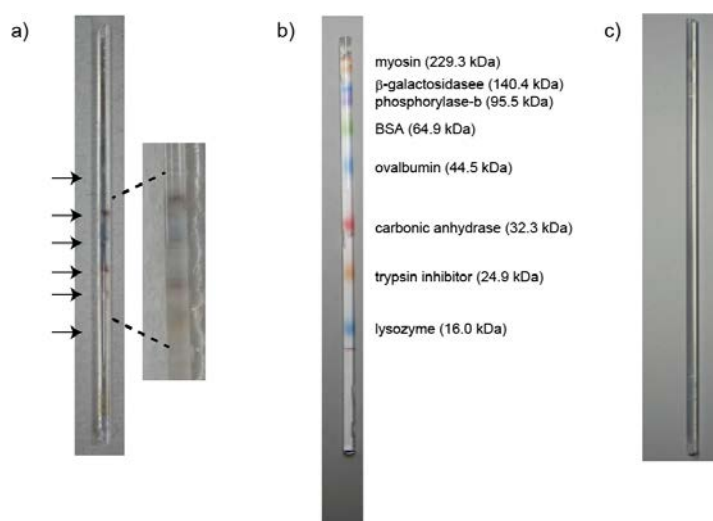 a)
b)
c)
myosin (229.3 kDa)
β-galactosidasee (140.4 kDa)
phosphorylase-b (95.5 kDa)
BSA (64.9 kDa)
ovalbumin (44.5 kDa)
carbonic anhydrase (32.3 kDa)
trypsin inhibitor (24.9 kDa)
lysozyme (16.0 kDa)